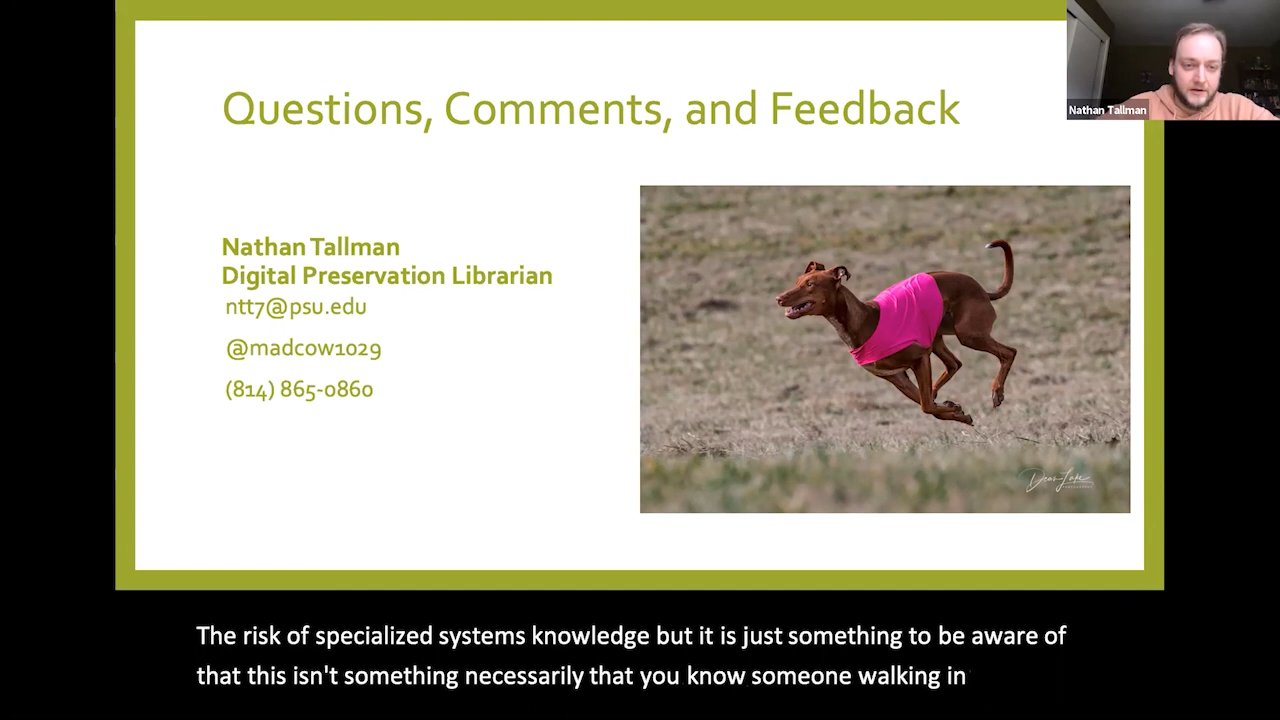 Questions, Comments, and Feedback
Nathan Tallman
Nathan Tallman
Digital Preservation Librarian
ntt7@psu.edu
@madcow1029
(814) 865-0860
The risk of specialized systems knowledge but it is just something to be aware of
that this isn't something necessarily that you know someone walking in